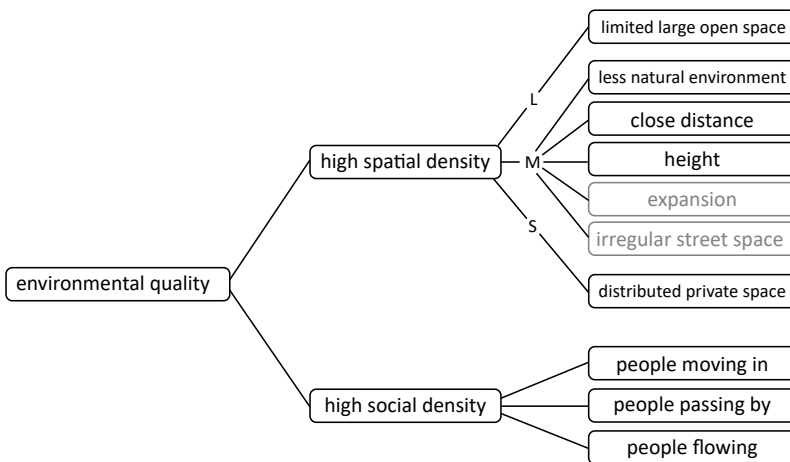 limited large open space
less natural environment
L
close distance
high spatial density
M
height
expansion
S
irregular street space
environmental quality
distributed private space
people moving in
high social density
people passing by
people flowing